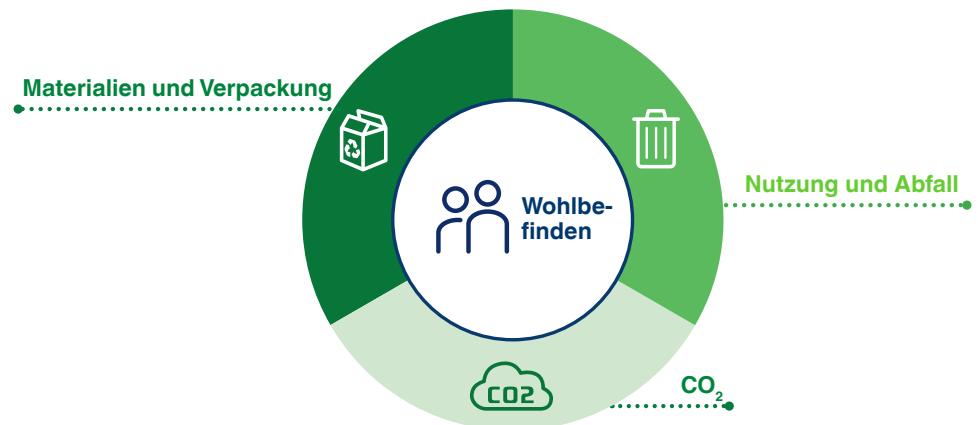 Materialien und Verpackung
Nutzung und Abfall
Wohlbe-
finden
CO2
CO₂